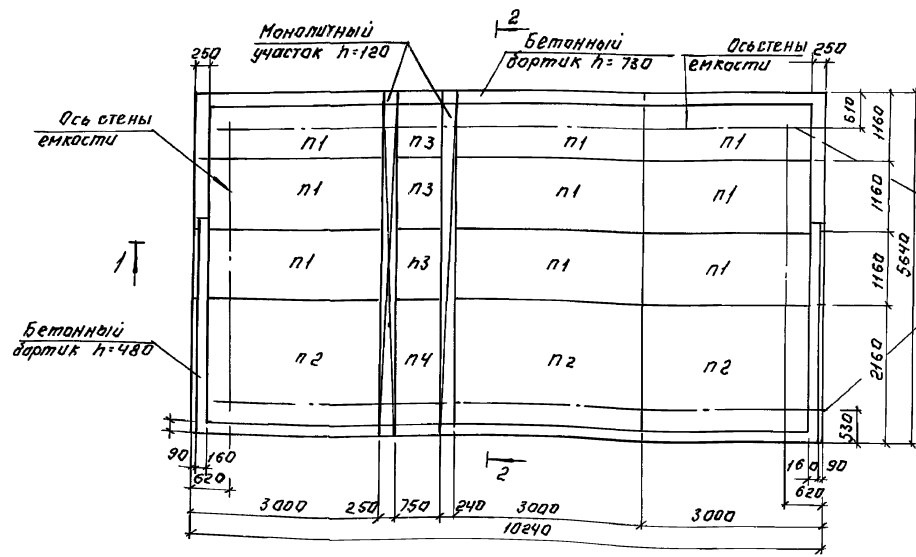 2
Монолитный
участок h=120
Бетонный
бортик h=730
Ось стены
емкости
250
250
610
1160
Ось стены
емкости
п1
п3
п1
п1
п1
п3
п1
п1
1160
1
п1
п3
п1
п1
1160
5640
Бетонный
бортик h=480
п2
п4
п2
п2
2160
530
90
160
620
2
160
90
620
3000
250
750
240
3000
3000
10240